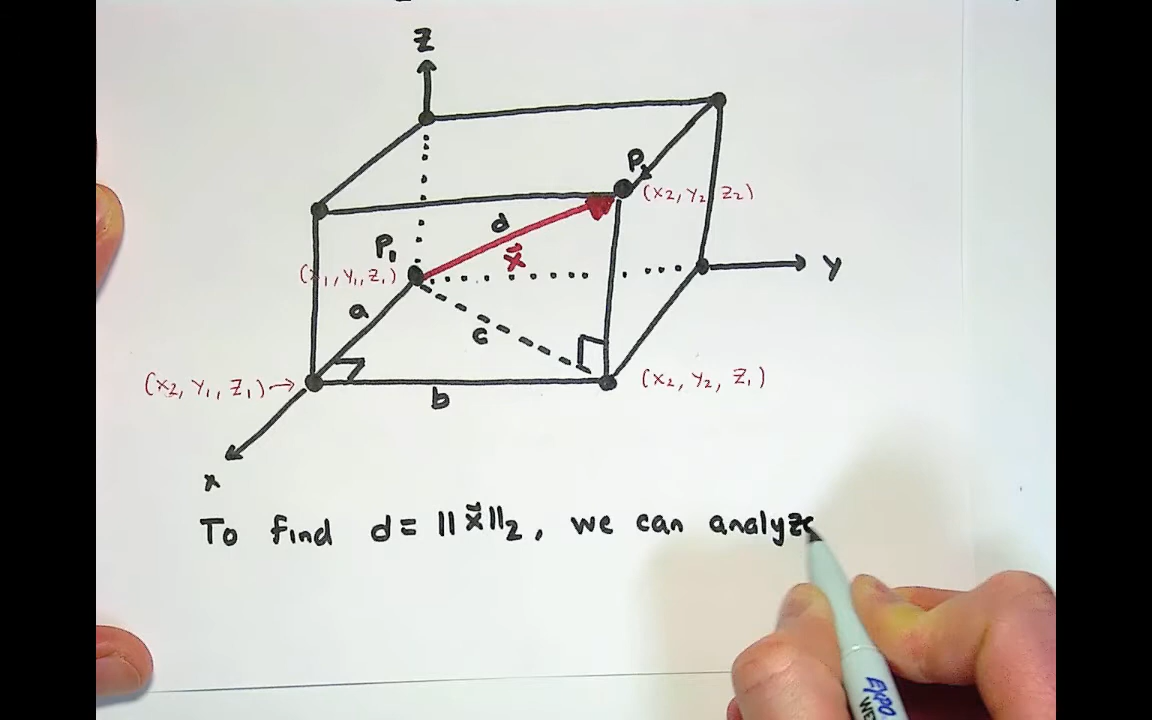 z
P₂
(x₂, y₂, z₂)
d
P₁
x⃗
(x₁, y₁, z₁)
y
a
c
(x₂, y₁, z₁) →
(x₂, y₂, z₁)
b
x
To find d = ||x⃗||₂, we can analyze
EXPO
WET